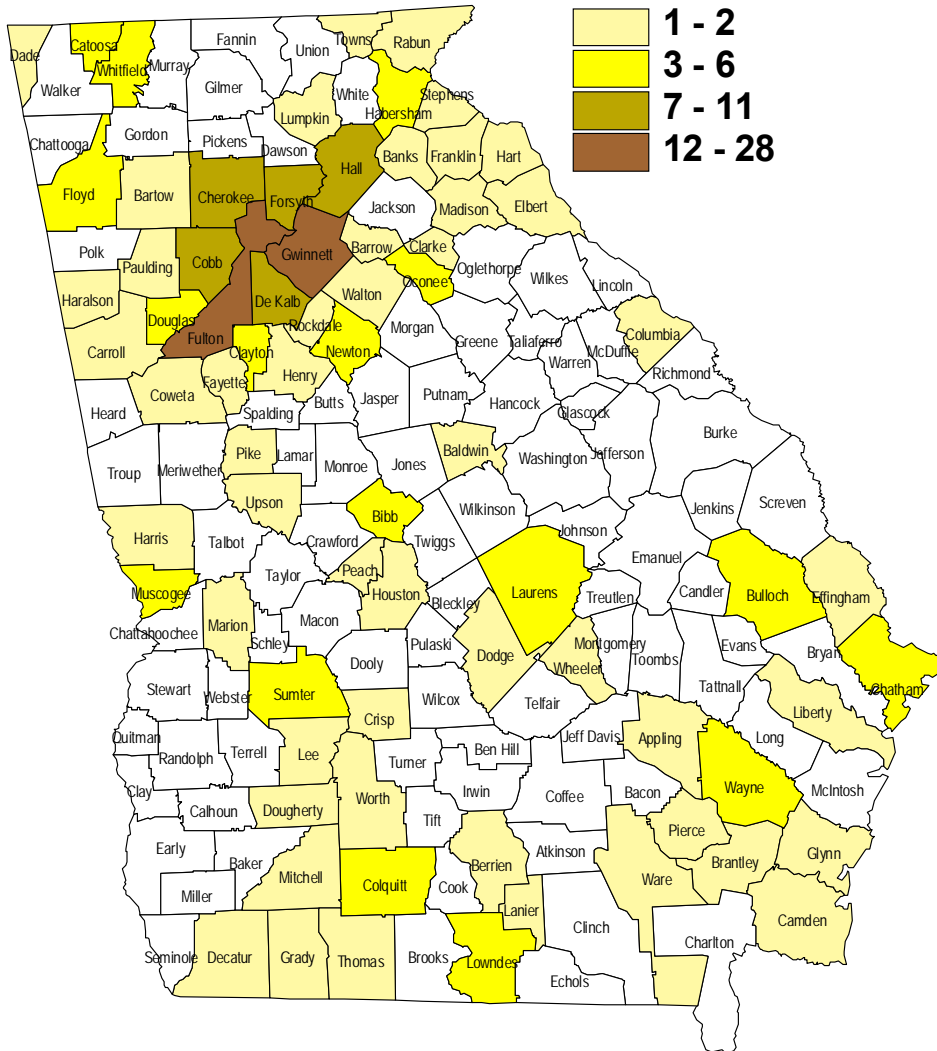 1 - 2
3 - 6
7 - 11
12 - 28
Dade
Catoosa
Whitfield
Murray
Fannin
Union
Towns
Rabun
Walker
Gilmer
White
Habersham
Stephens
Lumpkin
Chattooga
Gordon
Pickens
Dawson
Hall
Banks
Franklin
Hart
Floyd
Bartow
Cherokee
Forsyth
Jackson
Madison
Elbert
Polk
Paulding
Cobb
Gwinnett
Barrow
Clarke
Oconee
Oglethorpe
Wilkes
Lincoln
Haralson
Douglas
De Kalb
Walton
Rockdale
Newton
Morgan
Greene
Taliaferro
Warren
McDuffie
Columbia
Richmond
Carroll
Fulton
Clayton
Fayette
Henry
Coweta
Heard
Spalding
Butts
Jasper
Putnam
Hancock
Glascock
Burke
Troup
Meriwether
Pike
Lamar
Monroe
Jones
Baldwin
Washington
Jefferson
Jenkins
Screven
Upson
Bibb
Wilkinson
Harris
Talbot
Crawford
Twiggs
Johnson
Emanuel
Muscogee
Taylor
Peach
Houston
Bleckley
Laurens
Treutlen
Candler
Bulloch
Effingham
Chattahoochee
Marion
Schley
Macon
Dooly
Pulaski
Dodge
Wheeler
Montgomery
Toombs
Evans
Bryan
Chatham
Tattnall
Stewart
Webster
Sumter
Crisp
Wilcox
Telfair
Liberty
Quitman
Randolph
Terrell
Lee
Turner
Ben Hill
Jeff Davis
Appling
Long
Clay
Calhoun
Dougherty
Worth
Irwin
Coffee
Bacon
Wayne
McIntosh
Tift
Early
Baker
Miller
Mitchell
Colquitt
Cook
Berrien
Atkinson
Pierce
Brantley
Glynn
Ware
Lanier
Clinch
Camden
Charlton
Seminole
Decatur
Grady
Thomas
Brooks
Lowndes
Echols